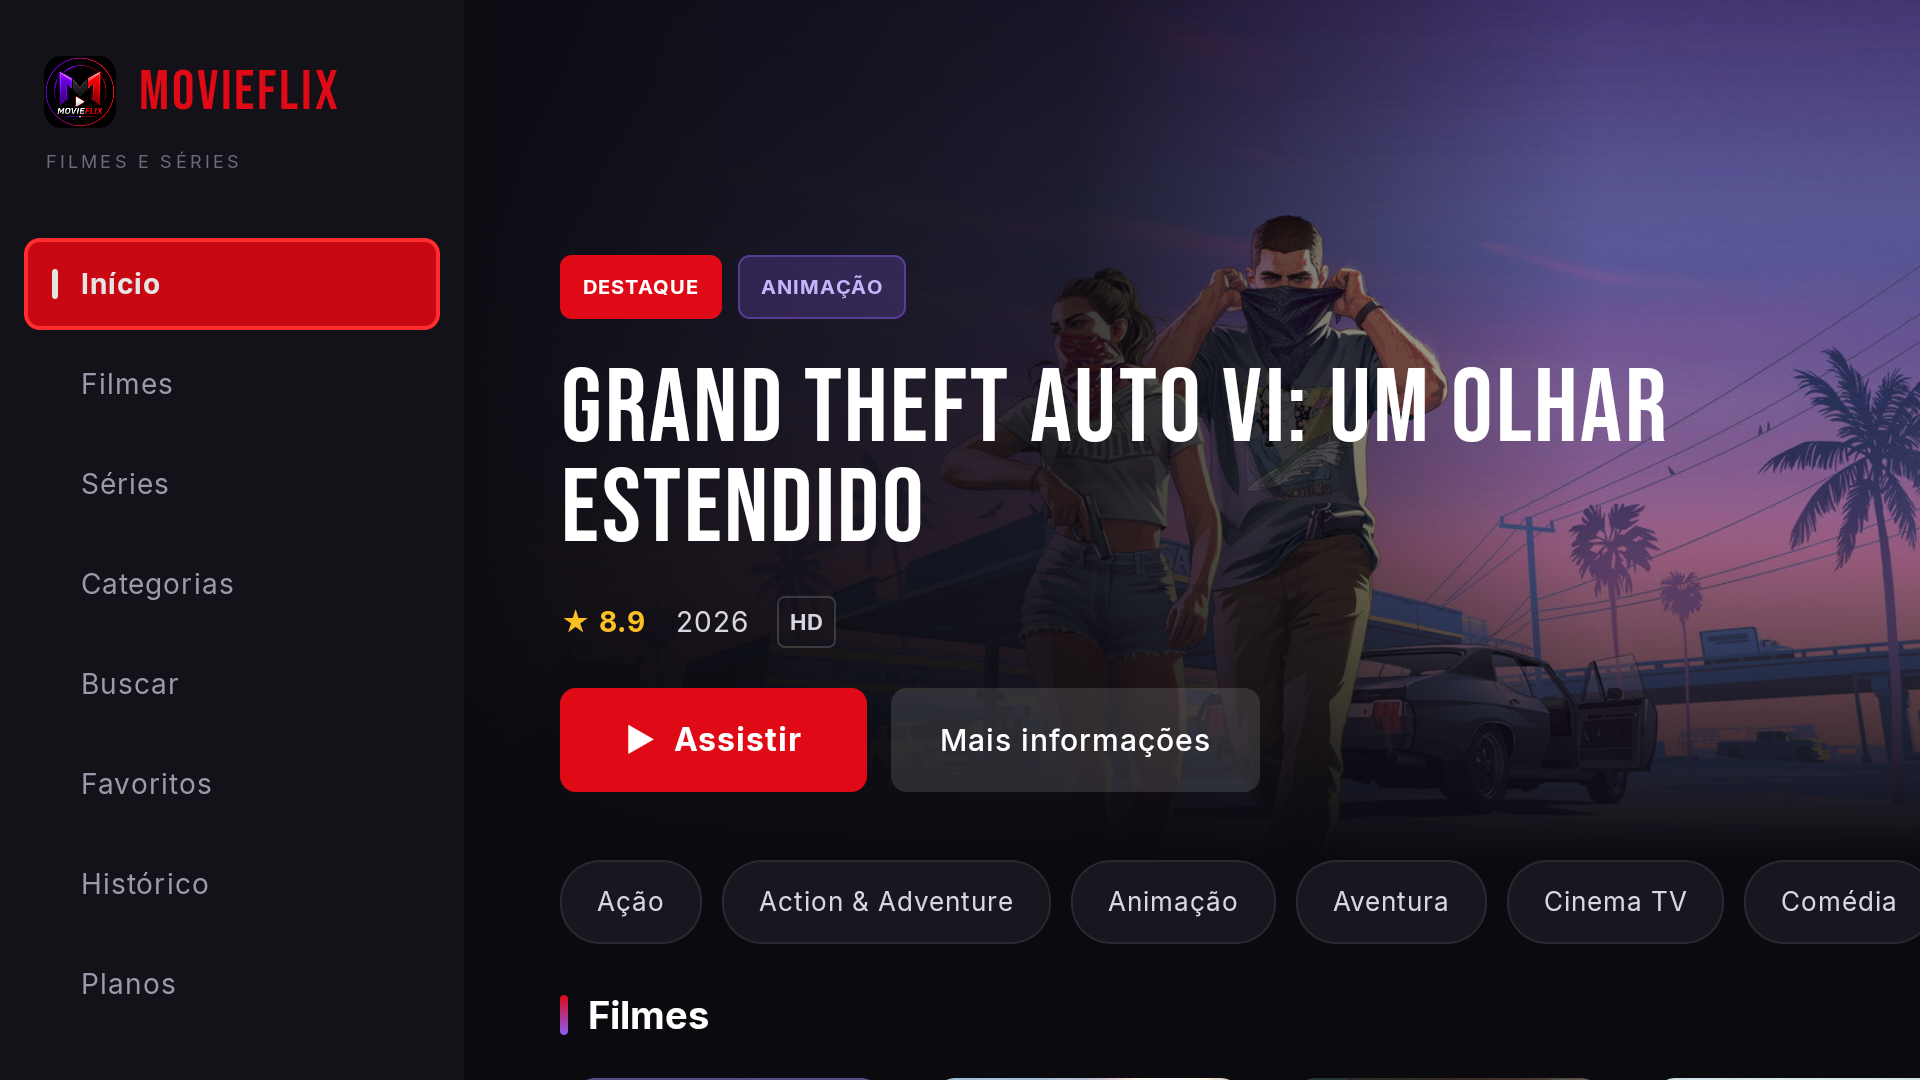 MOVIEFLIX
MOVIEFLIX
FILMES E SÉRIES
Início
Filmes
Séries
Categorias
Buscar
Favoritos
Histórico
Planos
DESTAQUE
ANIMAÇÃO
GRAND THEFT AUTO VI: UM OLHAR
ESTENDIDO
★ 8.9 2026 HD
Assistir
Mais informações
Ação
Action & Adventure
Animação
Aventura
Cinema TV
Comédia
Filmes